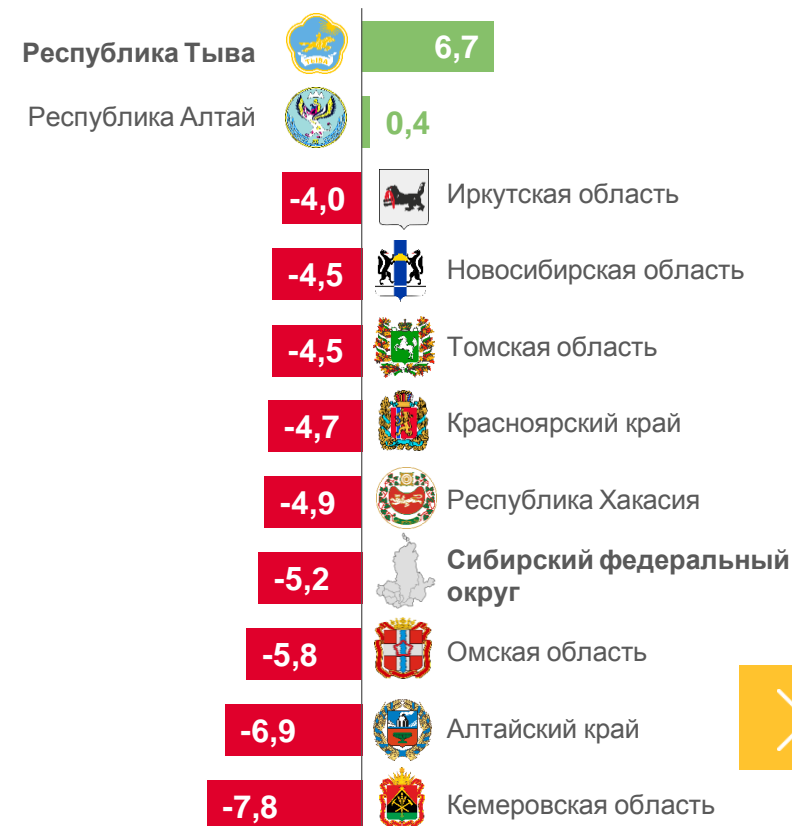 Республика Тыва 6,7
Республика Алтай 0,4
-4,0 Иркутская область
-4,5 Новосибирская область
-4,5 Томская область
-4,7 Красноярский край
-4,9 Республика Хакасия
-5,2 Сибирский федеральный
округ
-5,8 Омская область
-6,9 Алтайский край
-7,8 Кемеровская область